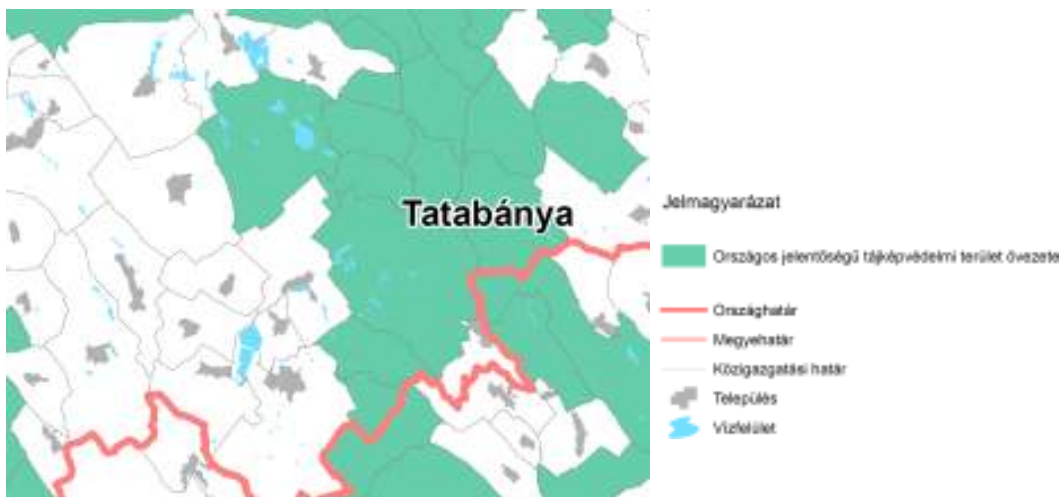 Tatabánya
Jelmagyarázat
Országos jelentőségű tájképvédelmi terület övezete
Országhatár
Megyehatár
Közigazgatási határ
Település
Vízfelület